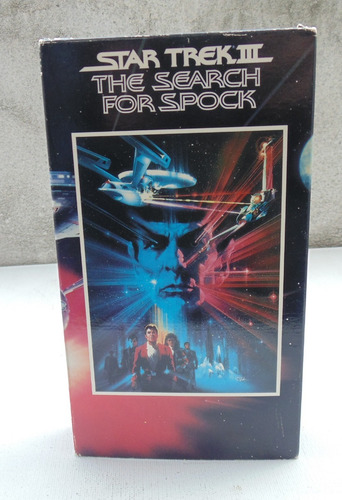 STAR TREK III
THE SEARCH
FOR SPOCK